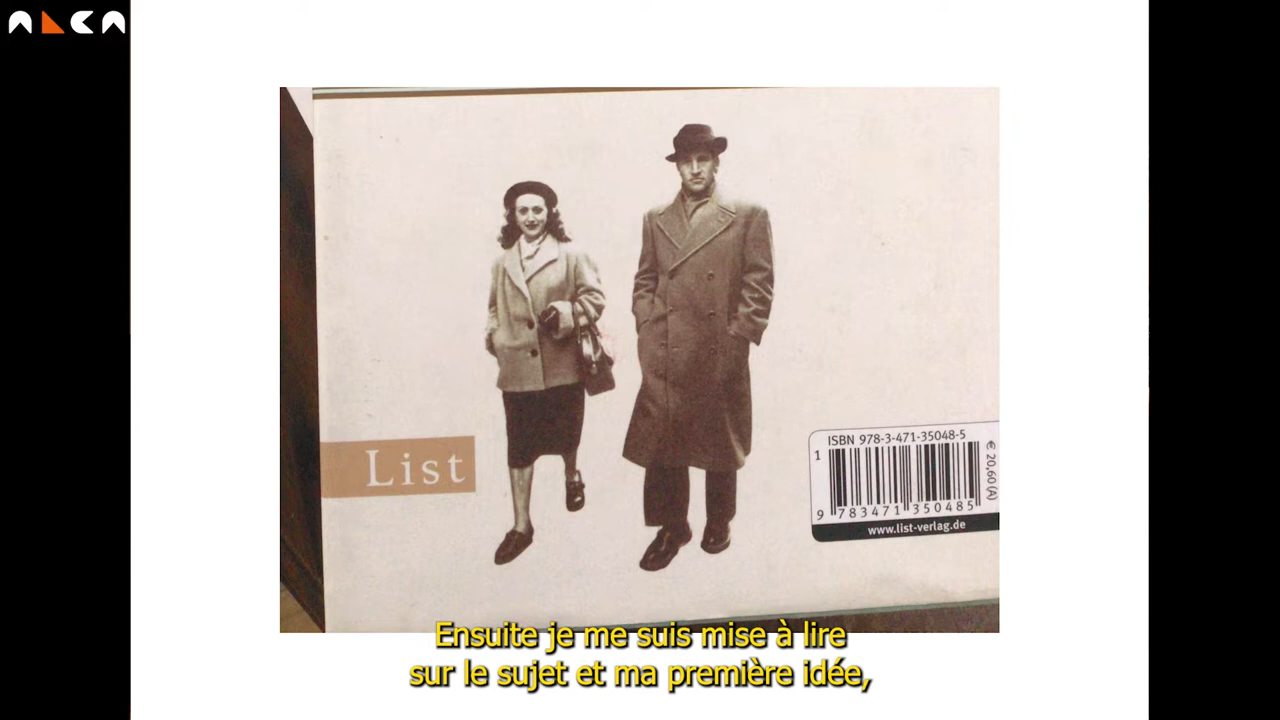 ALCA
List
ISBN 978-3-471-35048-5
1
€ 20,60 (A)
9 783471 350485
www.list-verlag.de
Ensuite je me suis mise à lire
sur le sujet et ma première idée,